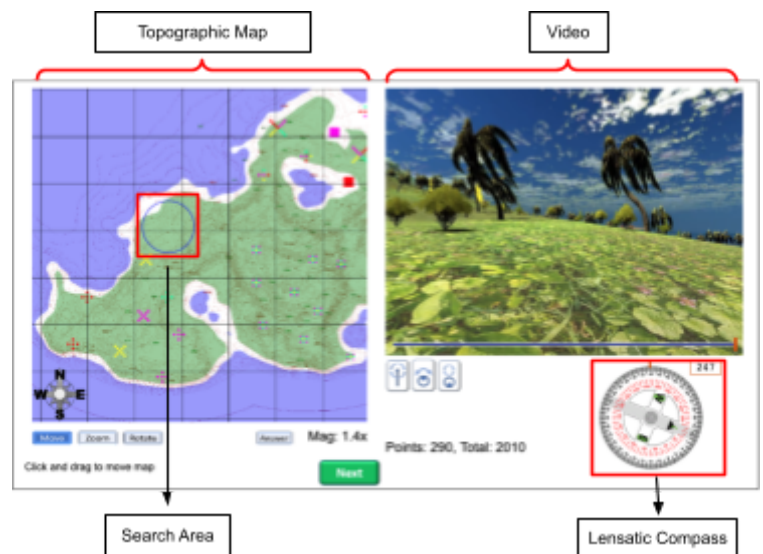 Topographic Map
Video
N
W E
S
247
Move Zoom Rotate Answer Mag: 1.4x
Points: 290, Total: 2010
Click and drag to move map
Next
Search Area
Lensatic Compass